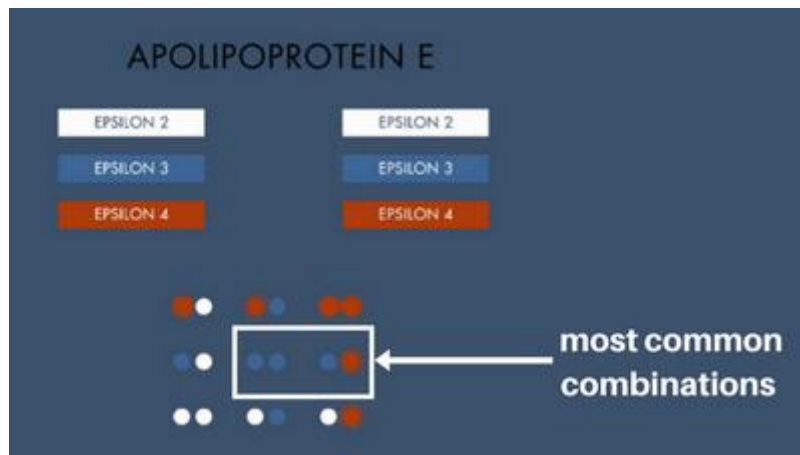 APOLIPOPROTEIN E
EPSILON 2 EPSILON 2
EPSILON 3 EPSILON 3
EPSILON 4 EPSILON 4
most common
combinations